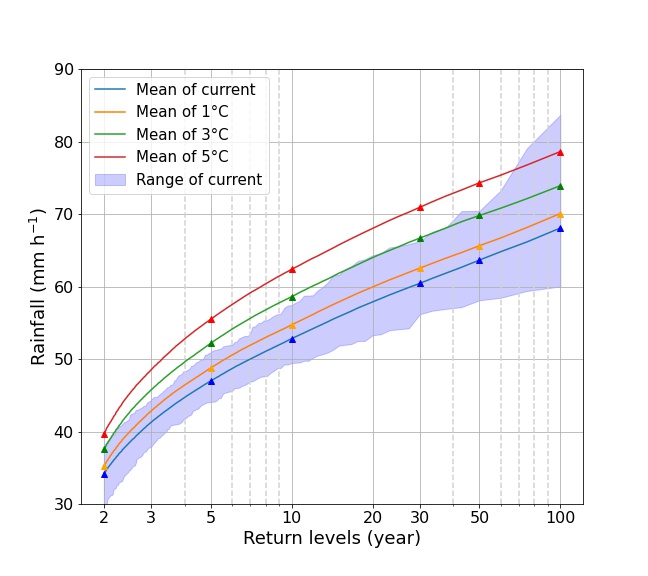 90
80
70
60
50
40
30
Rainfall (mm h⁻¹)
Mean of current
Mean of 1°C
Mean of 3°C
Mean of 5°C
Range of current
2 3 5 10 20 30 50 100
Return levels (year)